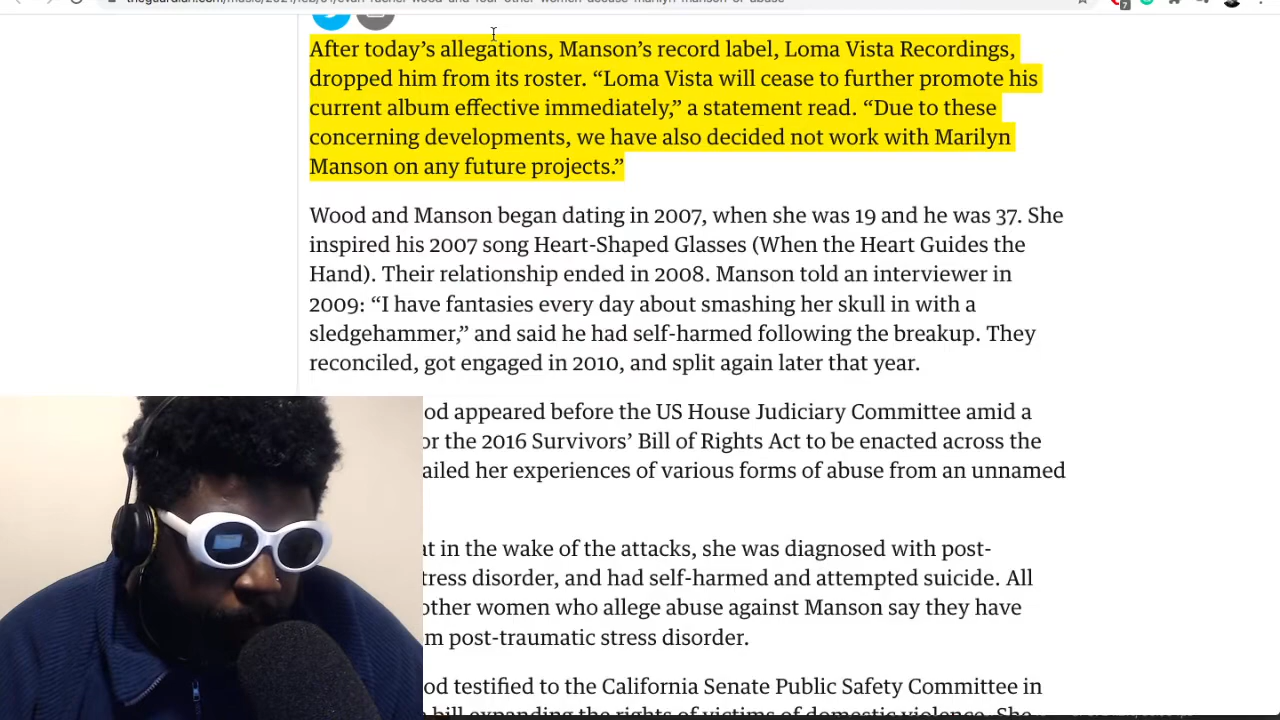 After today’s allegations, Manson’s record label, Loma Vista Recordings,
dropped him from its roster. “Loma Vista will cease to further promote his
current album effective immediately,” a statement read. “Due to these
concerning developments, we have also decided not work with Marilyn
Manson on any future projects.”
Wood and Manson began dating in 2007, when she was 19 and he was 37. She
inspired his 2007 song Heart-Shaped Glasses (When the Heart Guides the
Hand). Their relationship ended in 2008. Manson told an interviewer in
2009: “I have fantasies every day about smashing her skull in with a
sledgehammer,” and said he had self-harmed following the breakup. They
reconciled, got engaged in 2010, and split again later that year.
od appeared before the US House Judiciary Committee amid a
or the 2016 Survivors’ Bill of Rights Act to be enacted across the
ailed her experiences of various forms of abuse from an unnamed
at in the wake of the attacks, she was diagnosed with post-
tress disorder, and had self-harmed and attempted suicide. All
other women who allege abuse against Manson say they have
m post-traumatic stress disorder.
od testified to the California Senate Public Safety Committee in
bill expanding the rights of victims of domestic violence. She